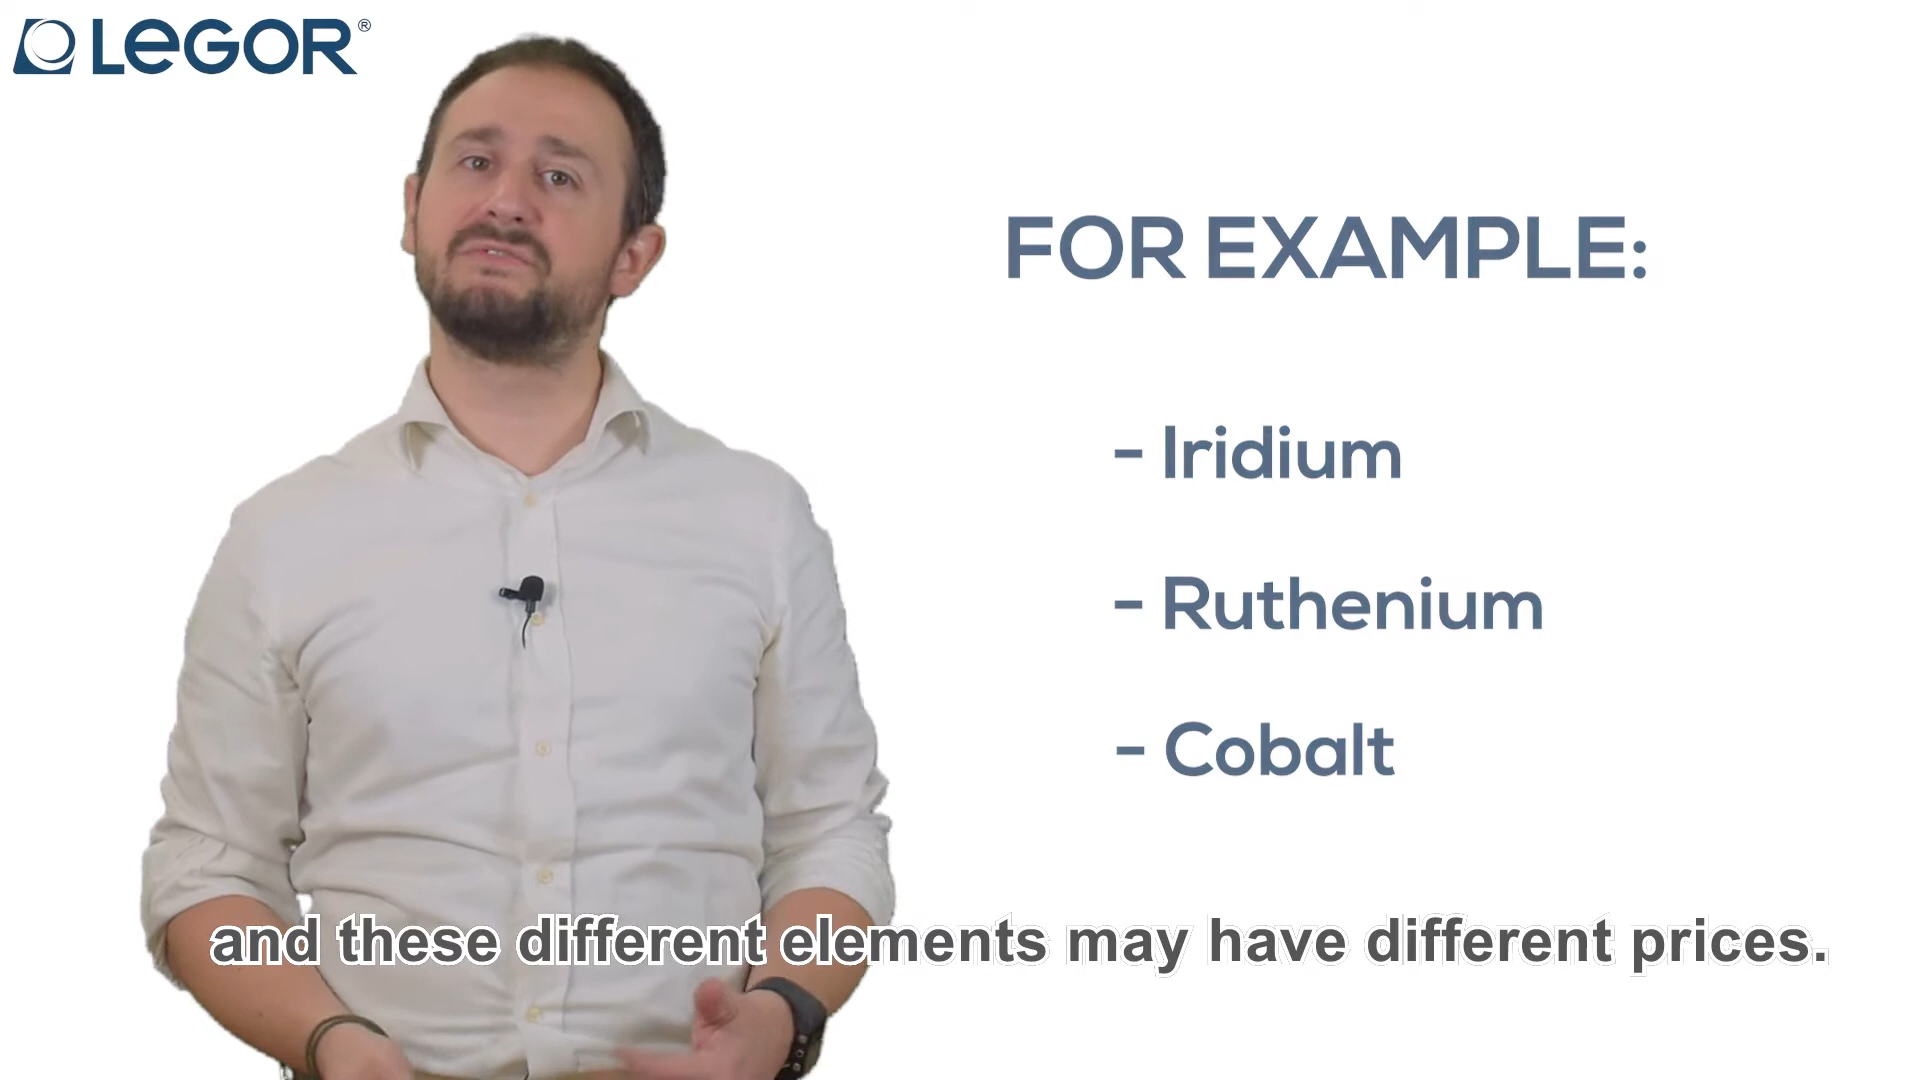 LEGOR®
FOR EXAMPLE:
- Iridium
- Ruthenium
- Cobalt
and these different elements may have different prices.